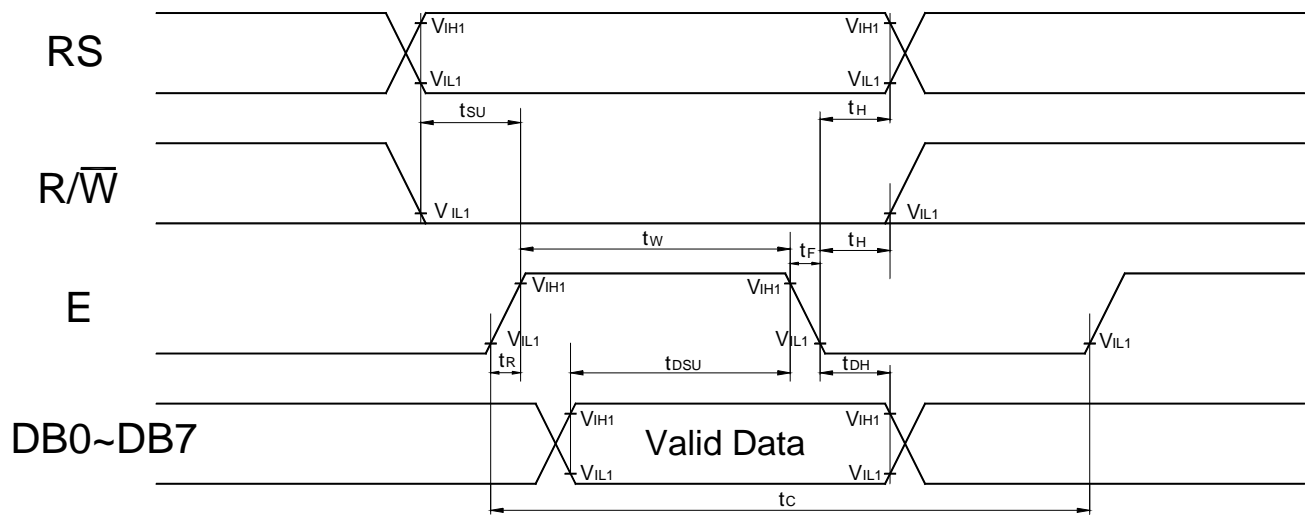 RS
VIH1
VIH1
VIL1
VIL1
tSU
tH
R/W̅
VIL1
VIL1
tW
tF
tH
E
VIH1
VIH1
VIL1
VIL1
VIL1
tR
tDSU
tDH
DB0~DB7
VIH1
Valid Data
VIH1
VIL1
VIL1
tC